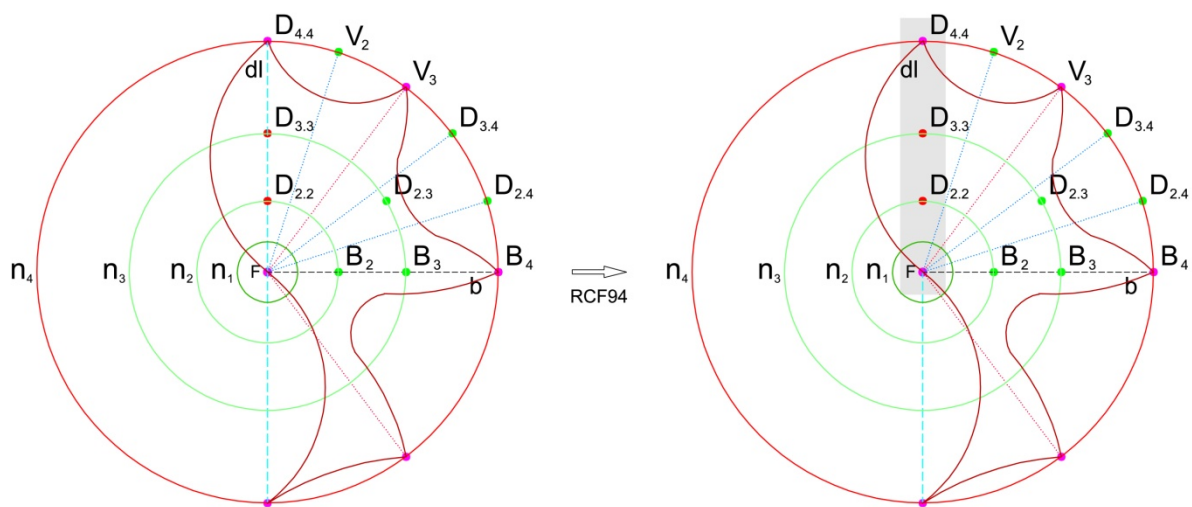 D4.4
V2
dl
V3
D3.3
D3.4
D2.2
D2.3
D2.4
n4
n3
n2
n1
F
B2
B3
B4
b
RCF94
D4.4
V2
dl
V3
D3.3
D3.4
D2.2
D2.3
D2.4
n4
n3
n2
n1
F
B2
B3
B4
b